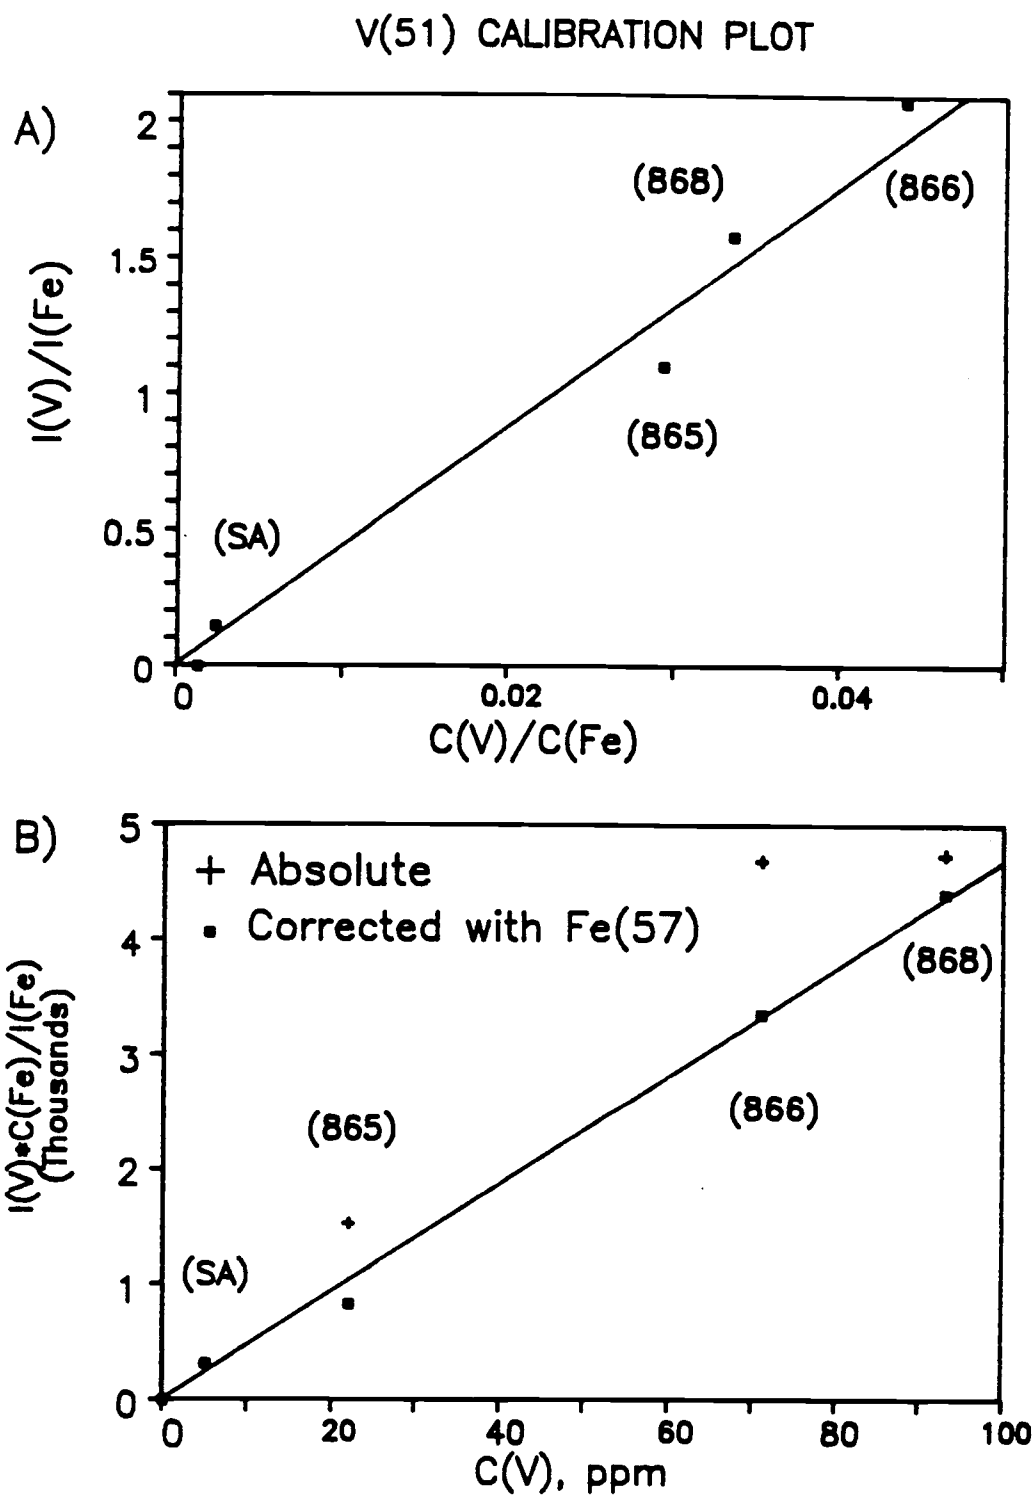 V(51) CALIBRATION PLOT
A)
I(V)/I(Fe)
2
1.5
1
0.5
0
(868)
(866)
(865)
(SA)
0
0.02
0.04
C(V)/C(Fe)
B)
I(V)*C(Fe)/I(Fe)
(Thousands)
5
4
3
2
1
0
+ Absolute
▪ Corrected with Fe(57)
(868)
(866)
(865)
(SA)
0
20
40
60
80
100
C(V), ppm